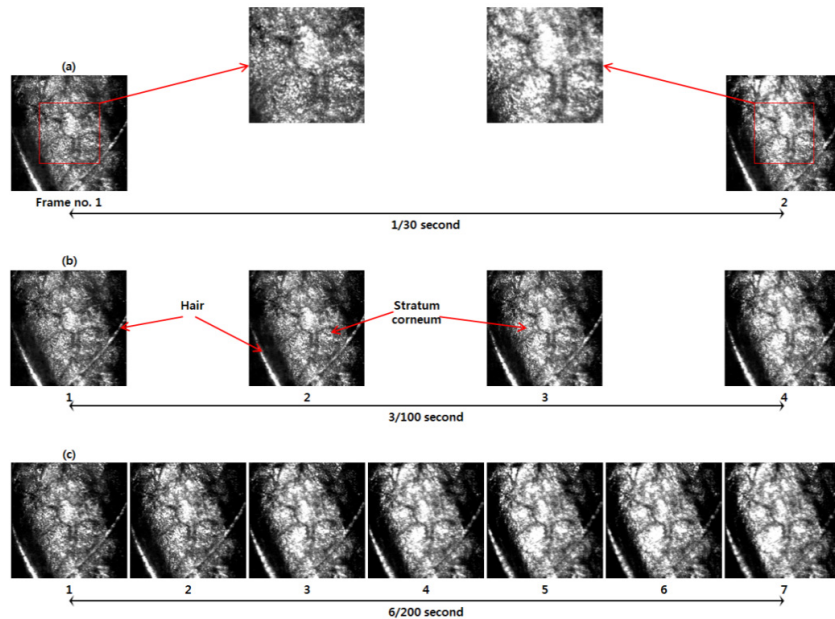 (a)
Frame no. 1
2
1/30 second
(b)
Hair
Stratum
corneum
1
2
3
4
3/100 second
(c)
1
2
3
4
5
6
7
6/200 second